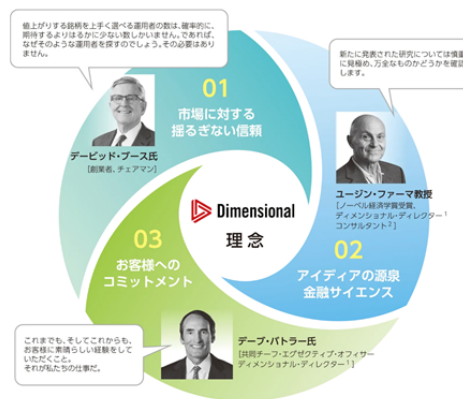 値上がりする銘柄を上手く選べる運用者の数は、確率的に、
期待するよりはるかに少ない数しかいません。であれば、
なぜそのような運用者を探すのでしょう。その必要はあり
ません。
01
市場に対する
揺るぎない信頼
デービッド・ブース氏
[創業者、チェアマン]
新たに発表された研究については慎重
に見極め、万全なものかどうかを確認
します。
ユージン・ファーマ教授
[ノーベル経済学賞受賞、
ディメンショナル・ディレクター1
コンサルタント2]
02
アイディアの源泉
金融サイエンス
Dimensional
理念
03
お客様への
コミットメント
デーブ・バトラー氏
[共同チーフ・エグゼクティブ・オフィサー
ディメンショナル・ディレクター1]
これまでも、そしてこれからも、
お客様に素晴らしい経験をして
いただくこと。
それが私たちの仕事だ。